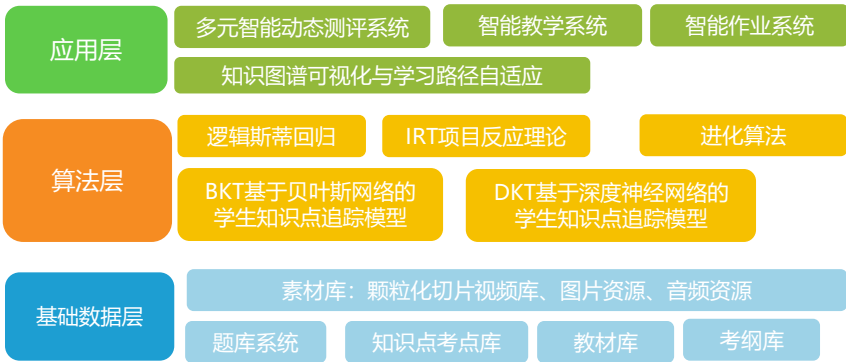 应用层
多元智能动态测评系统
智能教学系统
智能作业系统
知识图谱可视化与学习路径自适应
算法层
逻辑斯蒂回归
IRT项目反应理论
进化算法
BKT基于贝叶斯网络的
学生知识点追踪模型
DKT基于深度神经网络的
学生知识点追踪模型
基础数据层
素材库：颗粒化切片视频库、图片资源、音频资源
题库系统
知识点考点库
教材库
考纲库